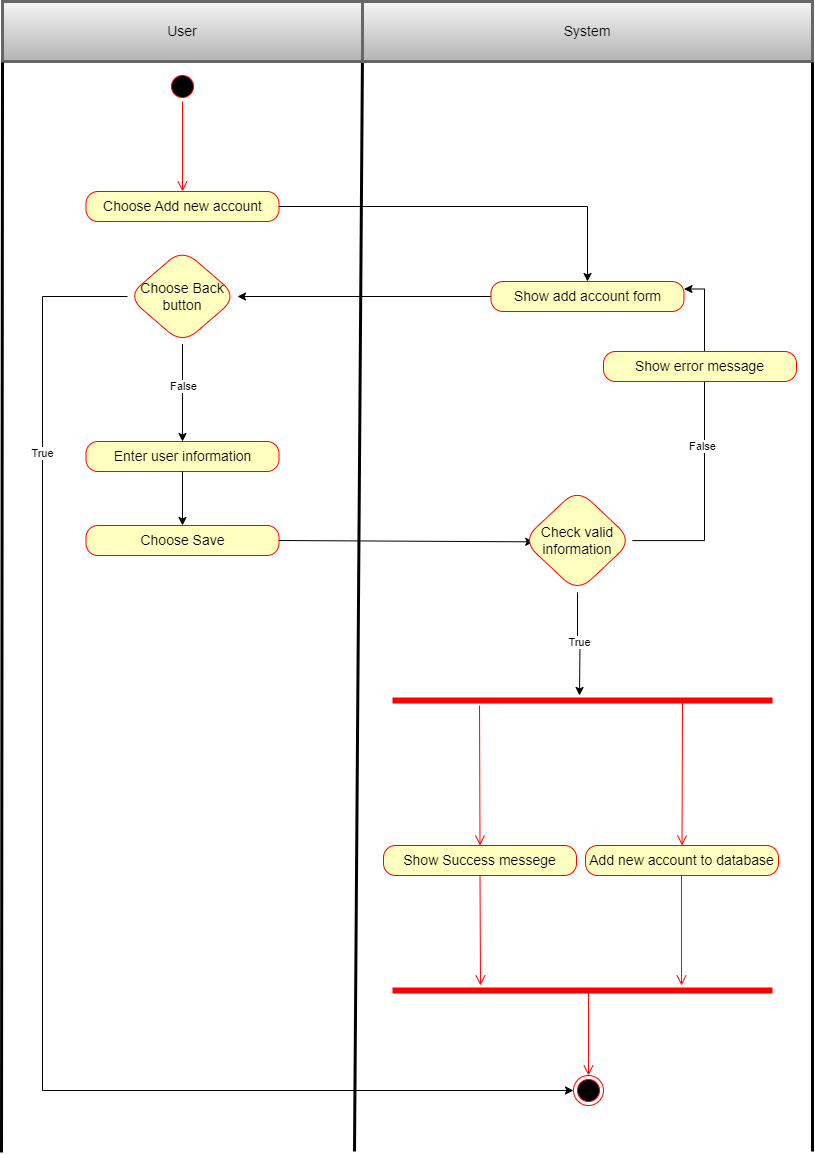 User
System
Choose Add new account
Choose Back
button
Show add account form
Show error message
False
True
Enter user information
False
Choose Save
Check valid
information
True
Show Success messege
Add new account to database